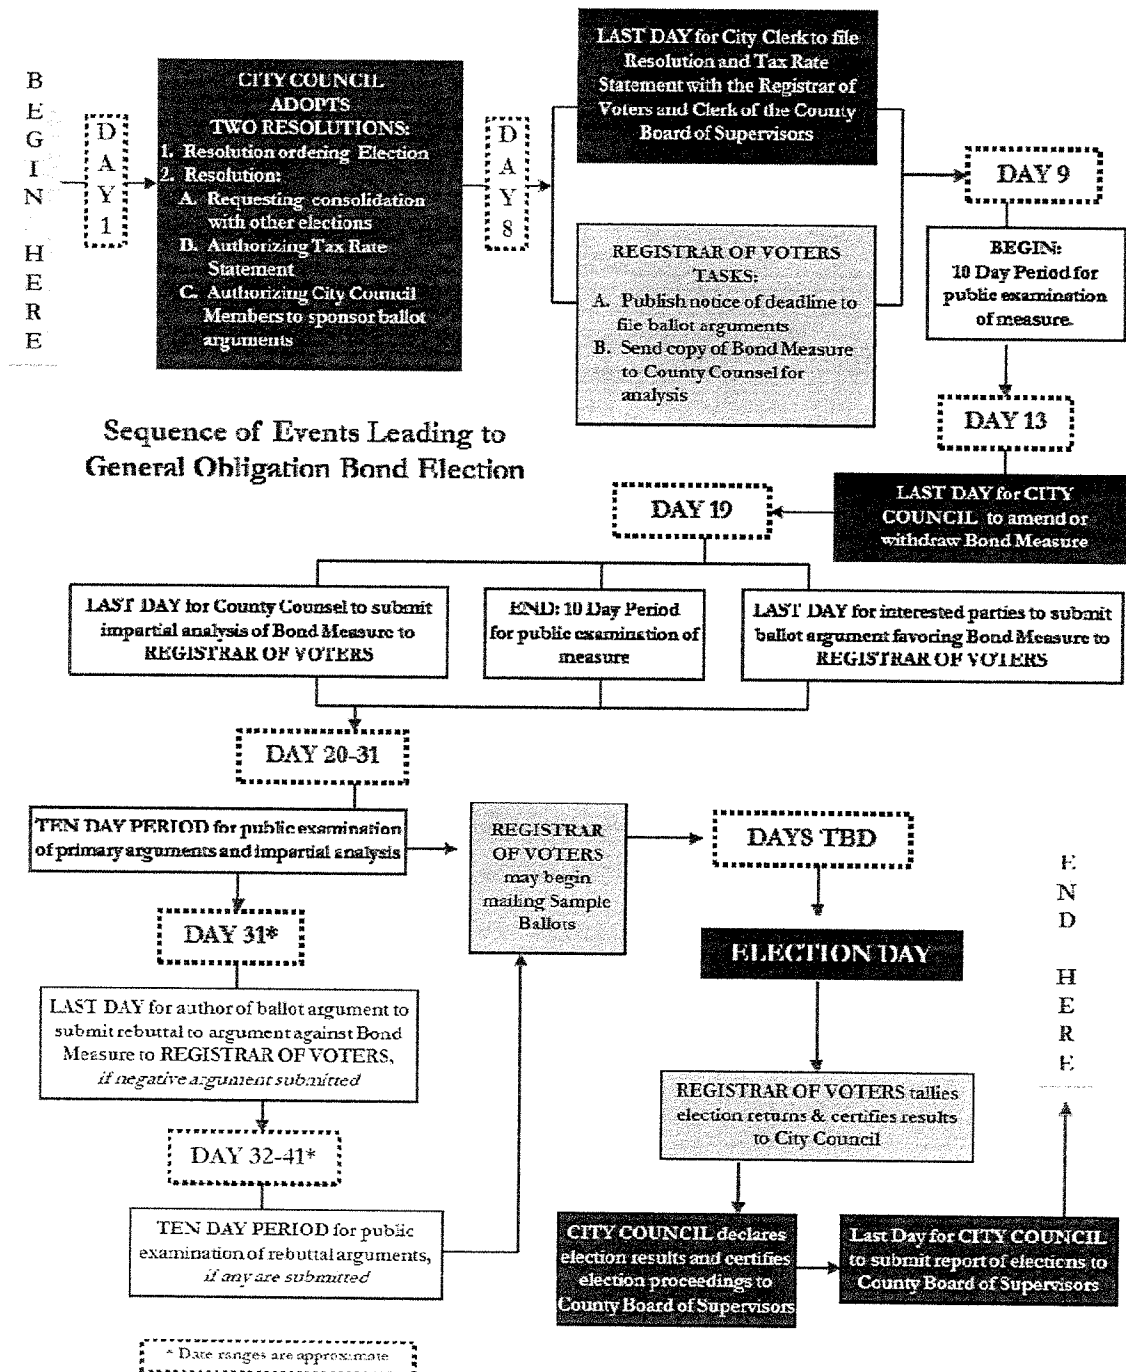 BEGIN HERE
DAY 1
CITY COUNCIL
ADOPTS
TWO RESOLUTIONS:
1. Resolution ordering Election
2. Resolution:
A. Requesting consolidation
with other elections
B. Authorizing Tax Rate
Statement
C. Authorizing City Council
Members to sponsor ballot
arguments
DAY 8
LAST DAY for City Clerk to file
Resolution and Tax Rate
Statement with the Registrar of
Voters and Clerk of the County
Board of Supervisors
REGISTRAR OF VOTERS
TASKS:
A. Publish notice of deadline to
file ballot arguments
B. Send copy of Bond Measure
to County Counsel for
analysis
DAY 9
BEGIN:
10 Day Period for
public examination
of measure.
DAY 13
LAST DAY for CITY
COUNCIL to amend or
withdraw Bond Measure
Sequence of Events Leading to
General Obligation Bond Election
DAY 19
LAST DAY for County Counsel to submit
impartial analysis of Bond Measure to
REGISTRAR OF VOTERS
END: 10 Day Period
for public examination of
measure
LAST DAY for interested parties to submit
ballot argument favoring Bond Measure to
REGISTRAR OF VOTERS
DAY 20-31
TEN DAY PERIOD for public examination
of primary arguments and impartial analysis
REGISTRAR
OF VOTERS
may begin
mailing Sample
Ballots
DAYS TBD
ELECTION DAY
DAY 31*
LAST DAY for author of ballot argument to
submit rebuttal to argument against Bond
Measure to REGISTRAR OF VOTERS,
if negative argument submitted
DAY 32-41*
TEN DAY PERIOD for public
examination of rebuttal arguments,
if any are submitted
REGISTRAR OF VOTERS tallies
election returns & certifies results
to City Council
CITY COUNCIL declares
election results and certifies
election proceedings to
County Board of Supervisors
Last Day for CITY COUNCIL
to submit report of elections to
County Board of Supervisors
END HERE
* Date ranges are approximate